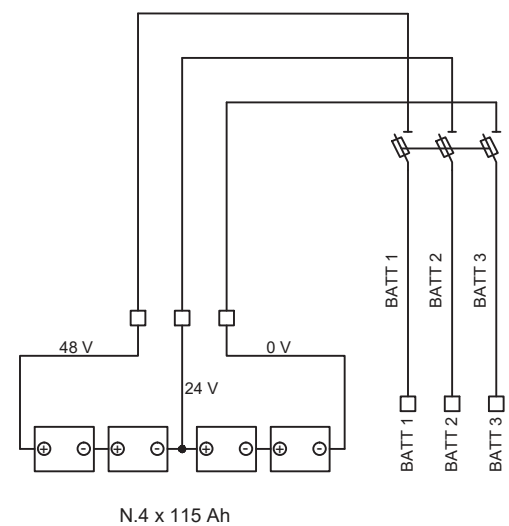 BATT 1
BATT 2
BATT 3
48 V
0 V
24 V
BATT 1
BATT 2
BATT 3
+ - + - + - + -
N.4 x 115 Ah